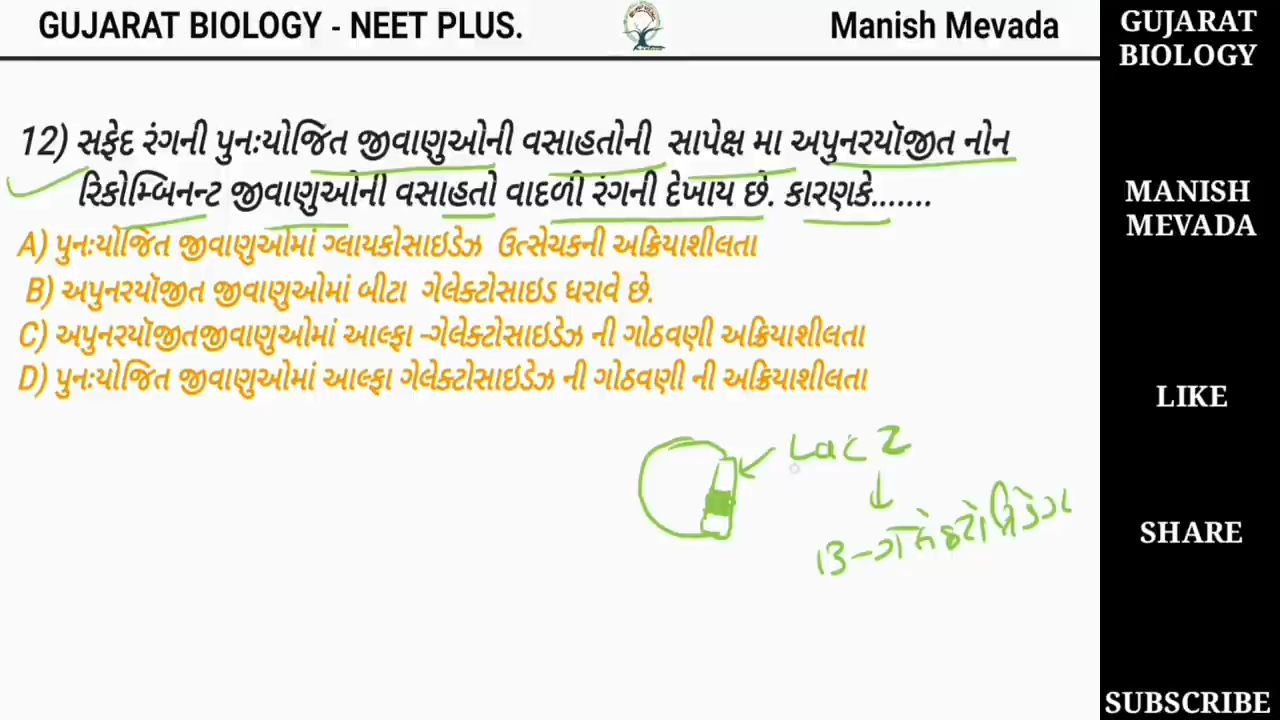 GUJARAT BIOLOGY - NEET PLUS.
Manish Mevada
GUJARAT
BIOLOGY
12) સફેદ રંગની પુનઃયોજિત જીવાણુઓની વસાહતોની સાપેક્ષ મા અપુનરયૉજીત નોન
રિકોમ્બિનન્ટ જીવાણુઓની વસાહતો વાદળી રંગની દેખાય છે. કારણકે.......
A) પુનઃયોજિત જીવાણુઓમાં ગ્લાયકોસાઇડેઝ ઉત્સેચકની અક્રિયાશીલતા
B) અપુનરયૉજીત જીવાણુઓમાં બીટા ગેલેક્ટોસાઇડ ધરાવે છે.
C) અપુનરયૉજીતજીવાણુઓમાં આલ્ફા -ગેલેક્ટોસાઇડેઝ ની ગોઠવણી અક્રિયાશીલતા
D) પુનઃયોજિત જીવાણુઓમાં આલ્ફા ગેલેક્ટોસાઇડેઝ ની ગોઠવણી ની અક્રિયાશીલતા
Lac Z
MANISH
MEVADA
LIKE
SHARE
SUBSCRIBE